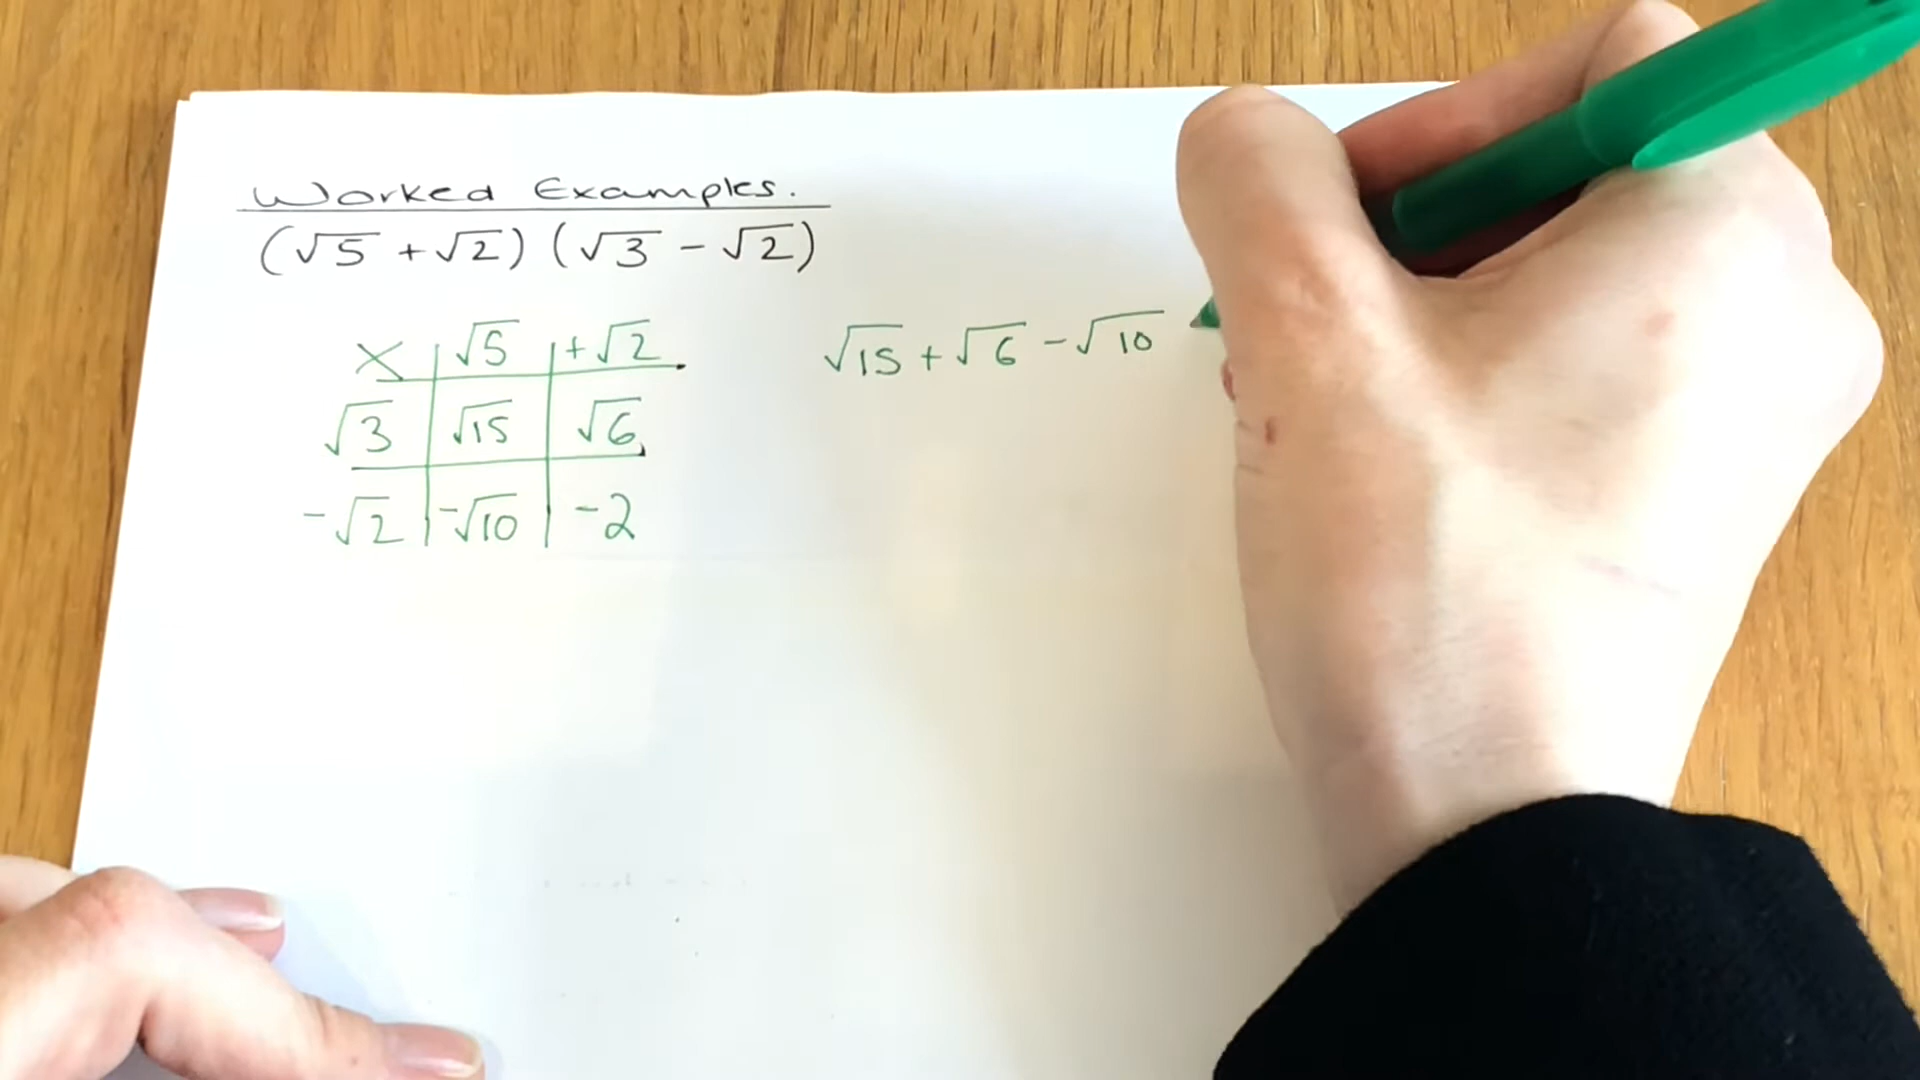 Worked Examples.
(√5 + √2) (√3 - √2)
× √5 +√2
√3 √15 √6
-√2 -√10 -2
√15 + √6 - √10